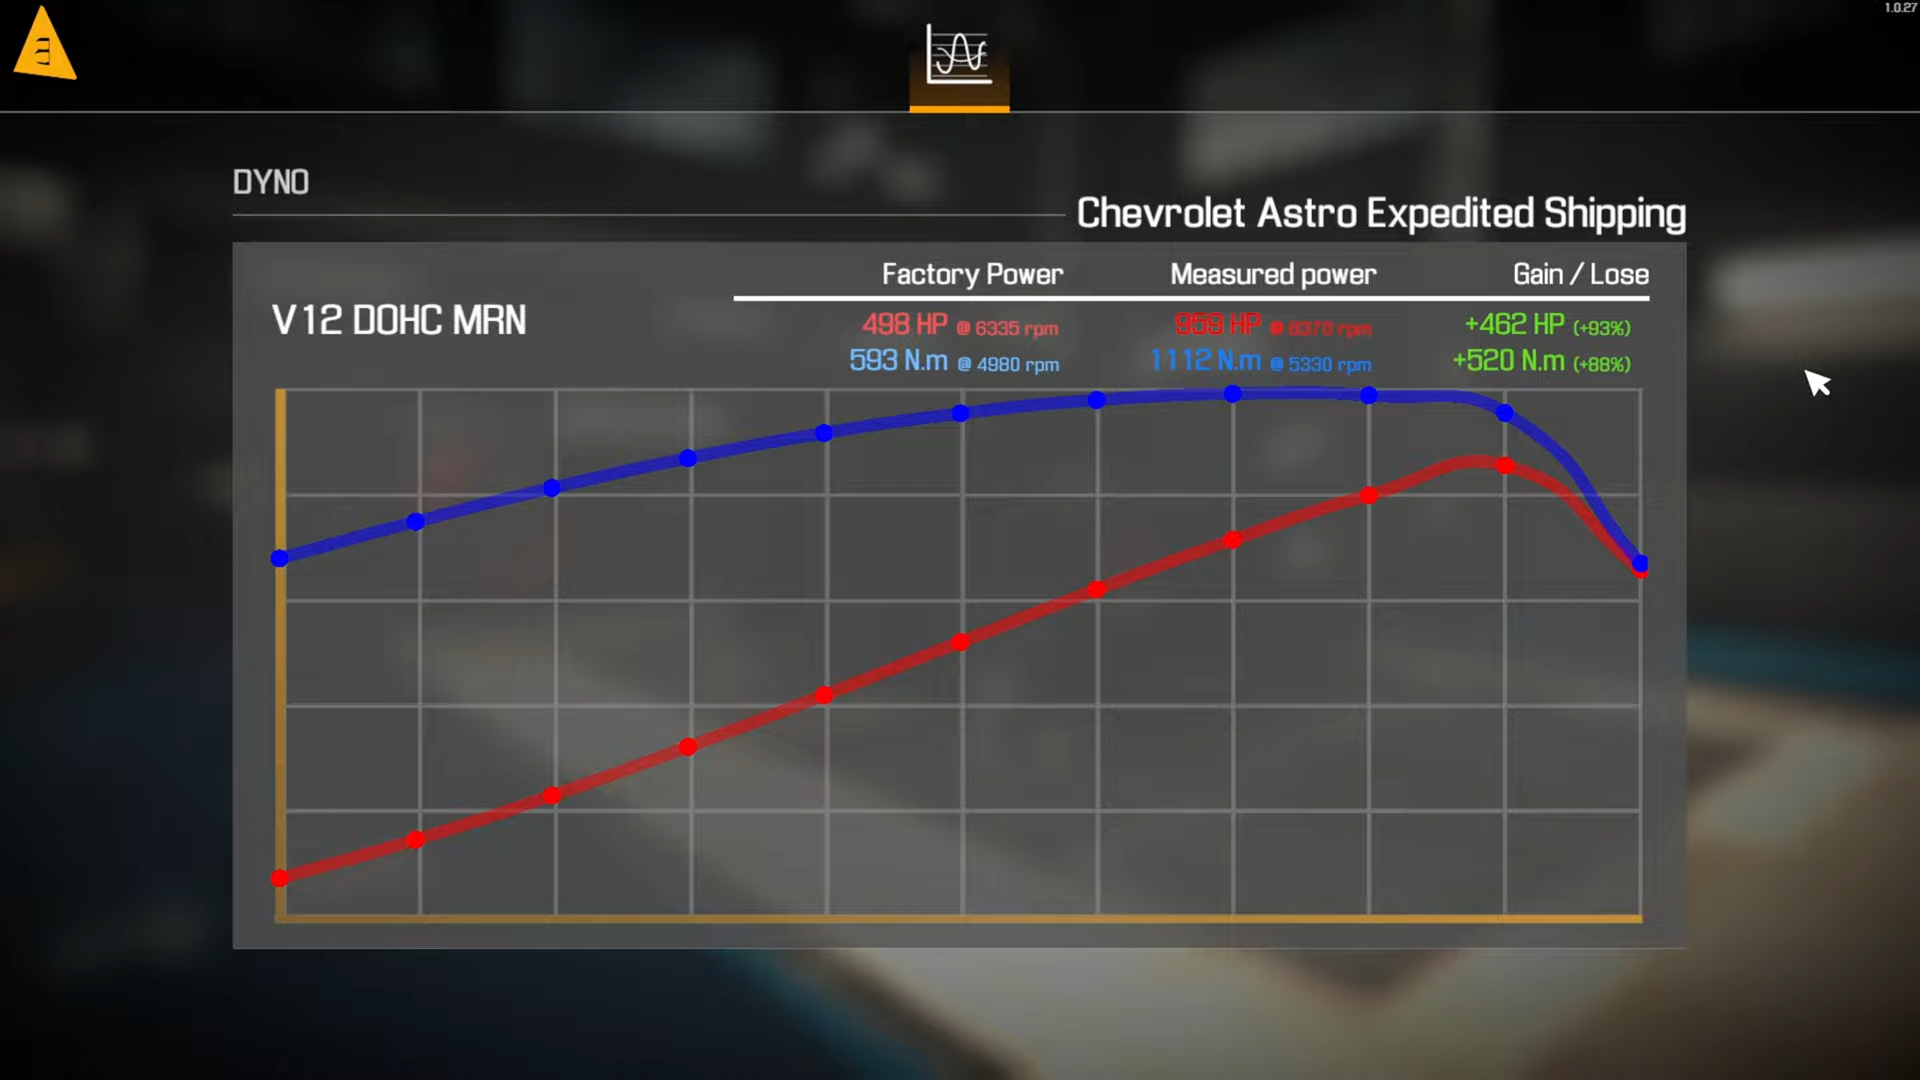 1.0.27
DYNO
Chevrolet Astro Expedited Shipping
Factory Power Measured power Gain / Lose
V12 DOHC MRN
498 HP @ 6335 rpm 959 HP @ 6370 rpm +462 HP (+93%)
593 N.m @ 4980 rpm 1112 N.m @ 5330 rpm +520 N.m (+88%)